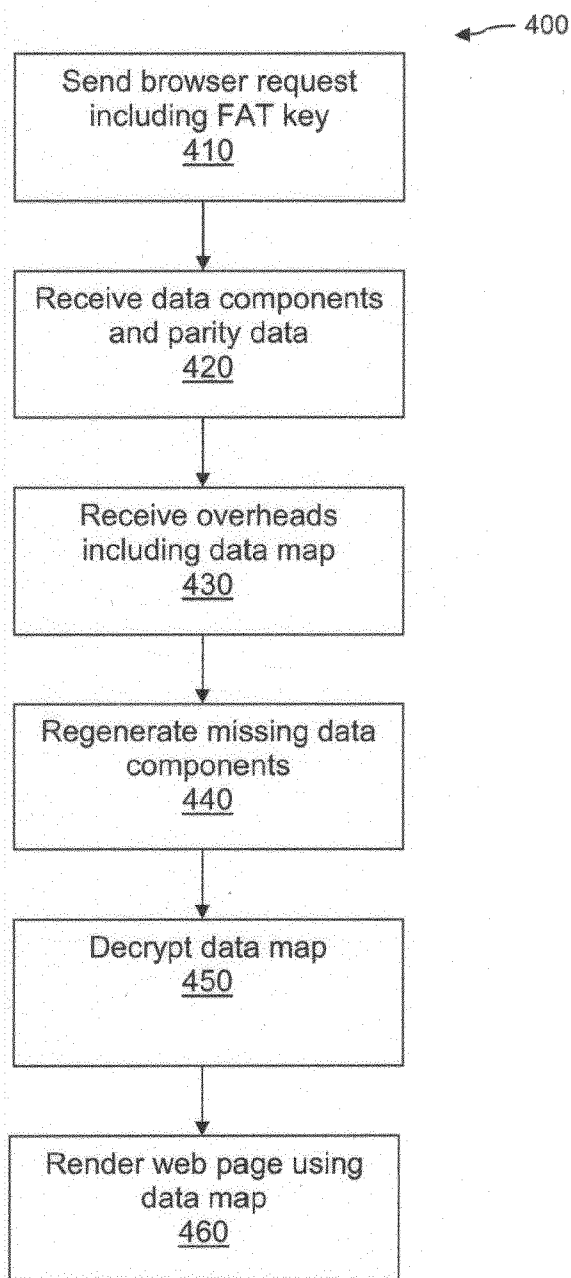 400
Send browser request
including FAT key
410
Receive data components
and parity data
420
Receive overheads
including data map
430
Regenerate missing data
components
440
Decrypt data map
450
Render web page using
data map
460